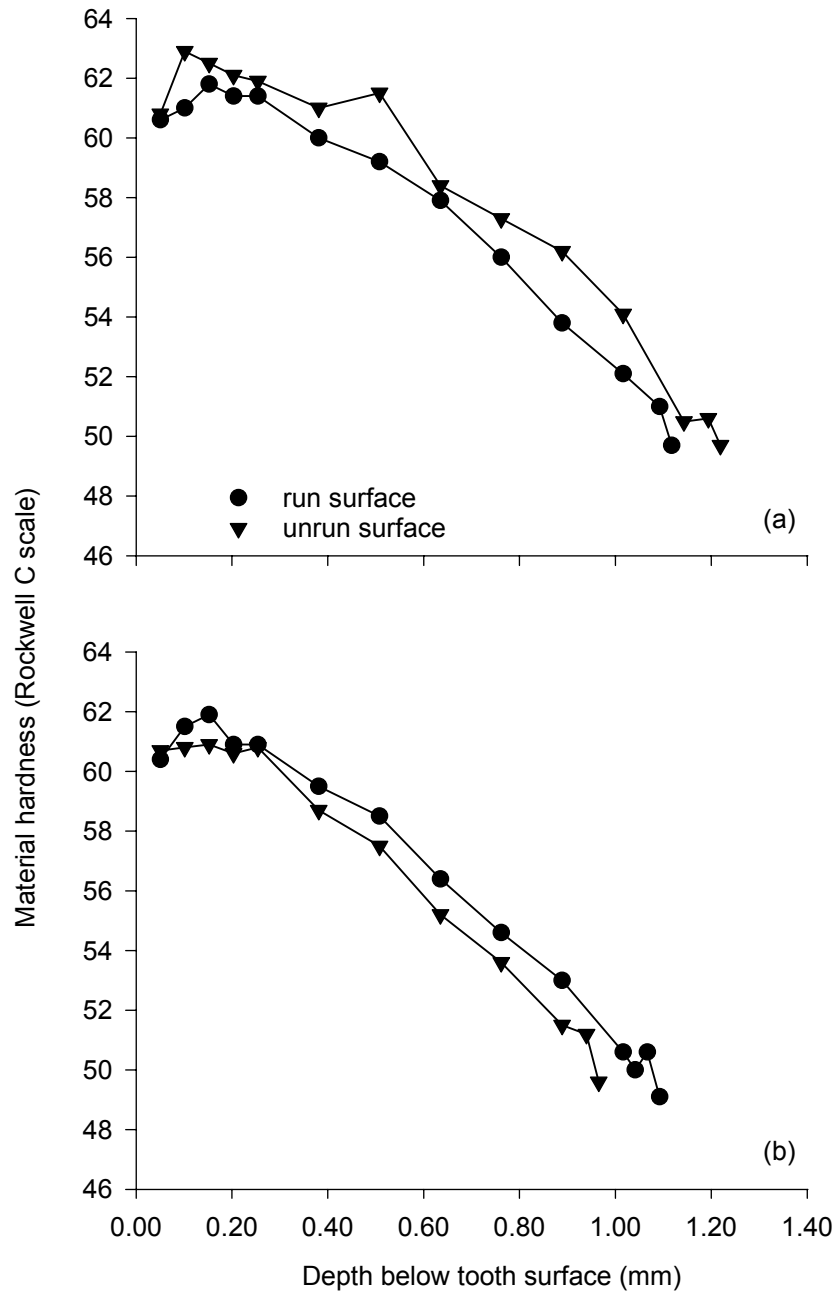 64
62
60
58
56
54
52
50
48
46
run surface
unrun surface
(a)
Material hardness (Rockwell C scale)
64
62
60
58
56
54
52
50
48
46
(b)
0.00 0.20 0.40 0.60 0.80 1.00 1.20 1.40
Depth below tooth surface (mm)